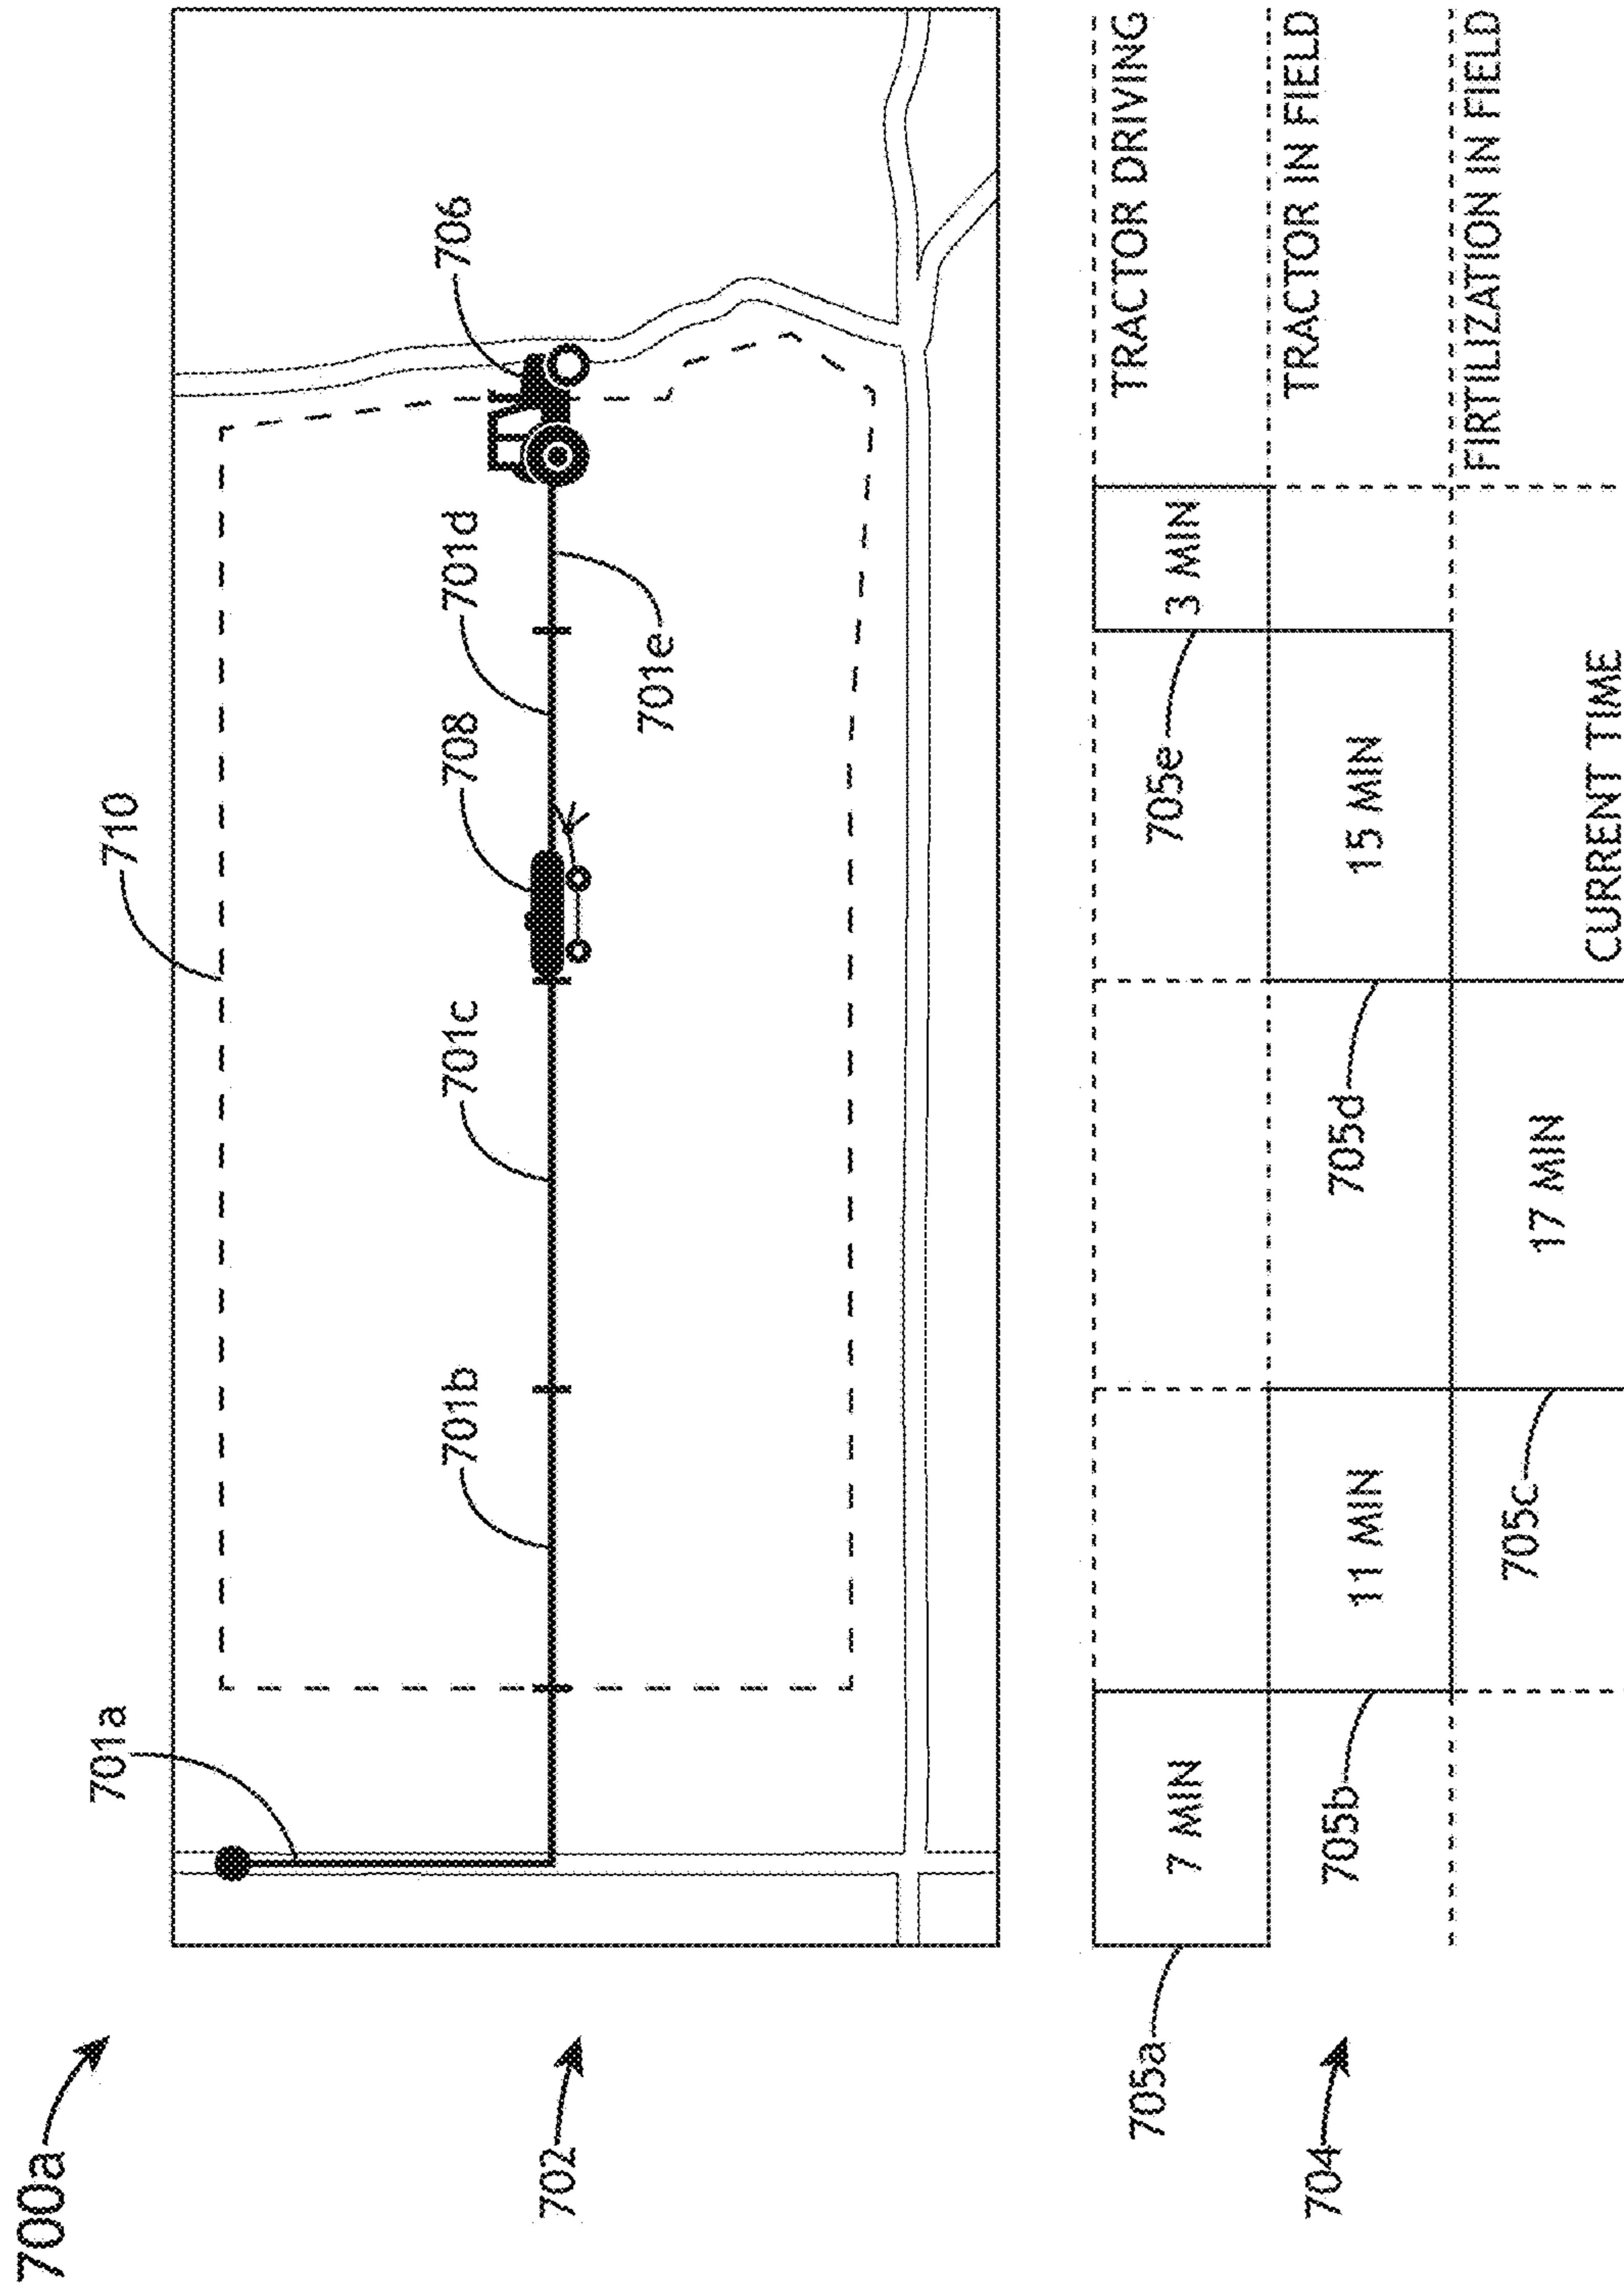 700a
702
701a
710
701b
701c
708
701d
701e
706
704
705a
7 MIN
3 MIN
TRACTOR DRIVING
705e
705b
11 MIN
15 MIN
TRACTOR IN FIELD
705d
705c
17 MIN
FIRTILIZATION IN FIELD
CURRENT TIME